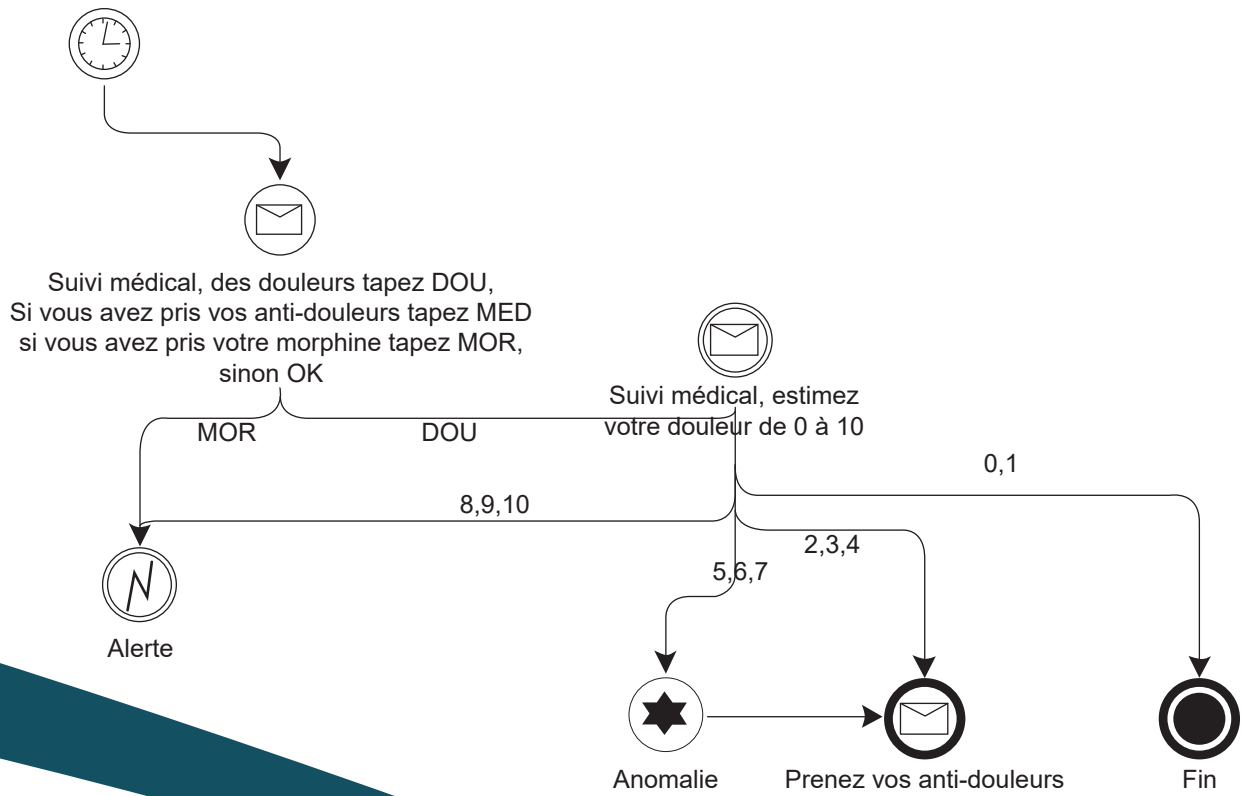 Suivi médical, des douleurs tapez DOU,
Si vous avez pris vos anti-douleurs tapez MED
si vous avez pris votre morphine tapez MOR,
sinon OK
Suivi médical, estimez
votre douleur de 0 à 10
MOR
DOU
0,1
8,9,10
2,3,4
5,6,7
Alerte
Anomalie
Prenez vos anti-douleurs
Fin